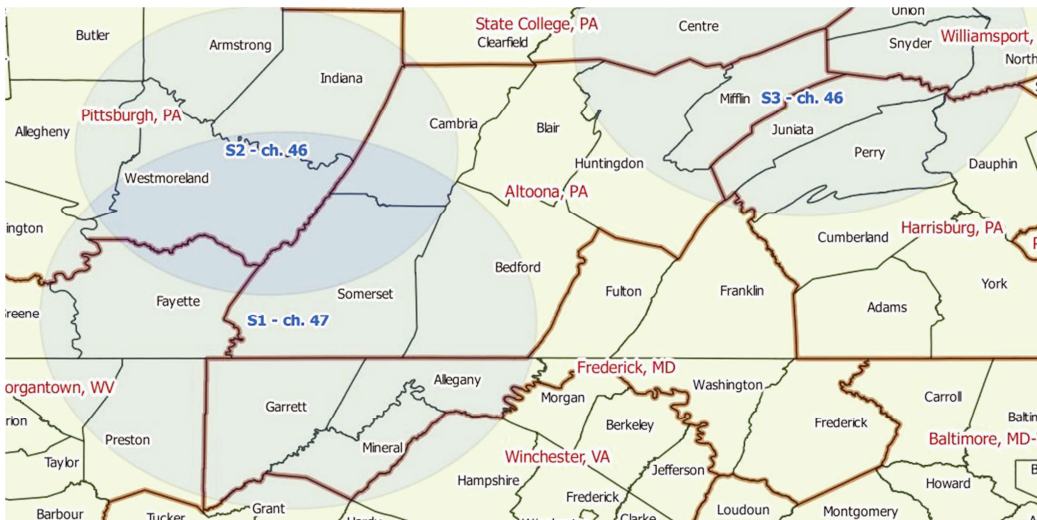 Butler
Armstrong
State College, PA
Clearfield
Centre
Union
Snyder
Williamsport,
Indiana
North
Pittsburgh, PA
Allegheny
Mifflin
S3 - ch. 46
Cambria
Blair
Juniata
S2 - ch. 46
Perry
Huntingdon
Dauphin
Westmoreland
Altoona, PA
ington
Harrisburg, PA
Cumberland
Bedford
Somerset
Fayette
Fulton
Franklin
York
Adams
reene
S1 - ch. 47
Frederick, MD
organtown, WV
Allegany
Washington
Morgan
Carroll
Garrett
Berkeley
Frederick
Baltin
rion
Preston
Mineral
Baltimore, MD-
Winchester, VA
Taylor
Jefferson
Hampshire
Howard
B
Frederick
Grant
Barbour
Tucker
Hardy
Clarke
Loudoun
Montgomery